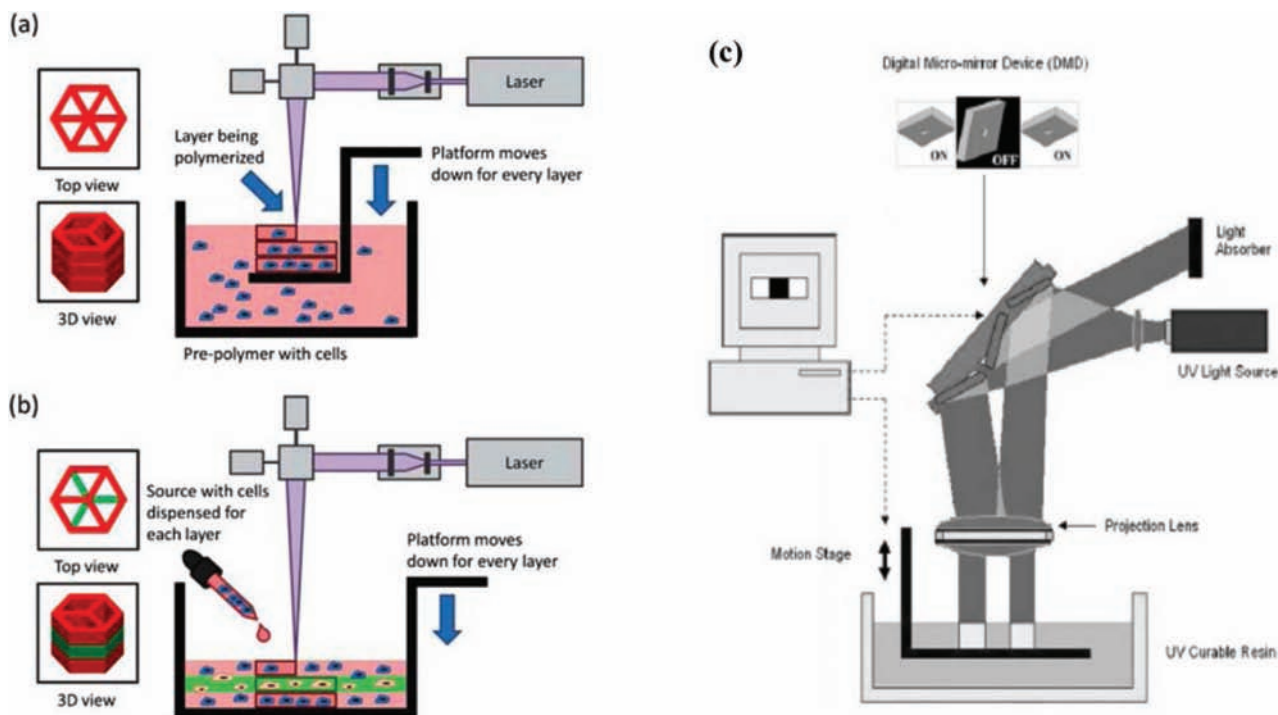 (a)
Laser
Layer being
polymerized
Platform moves
down for every layer
Top view
3D view
Pre-polymer with cells
(b)
Laser
Source with cells
dispensed for
each layer
Platform moves
down for every layer
Top view
3D view
(c)
Digital Micro-mirror Device (DMD)
ON
OFF
ON
Light
Absorber
UV Light Source
Projection Lens
Motion Stage
UV Curable Resin